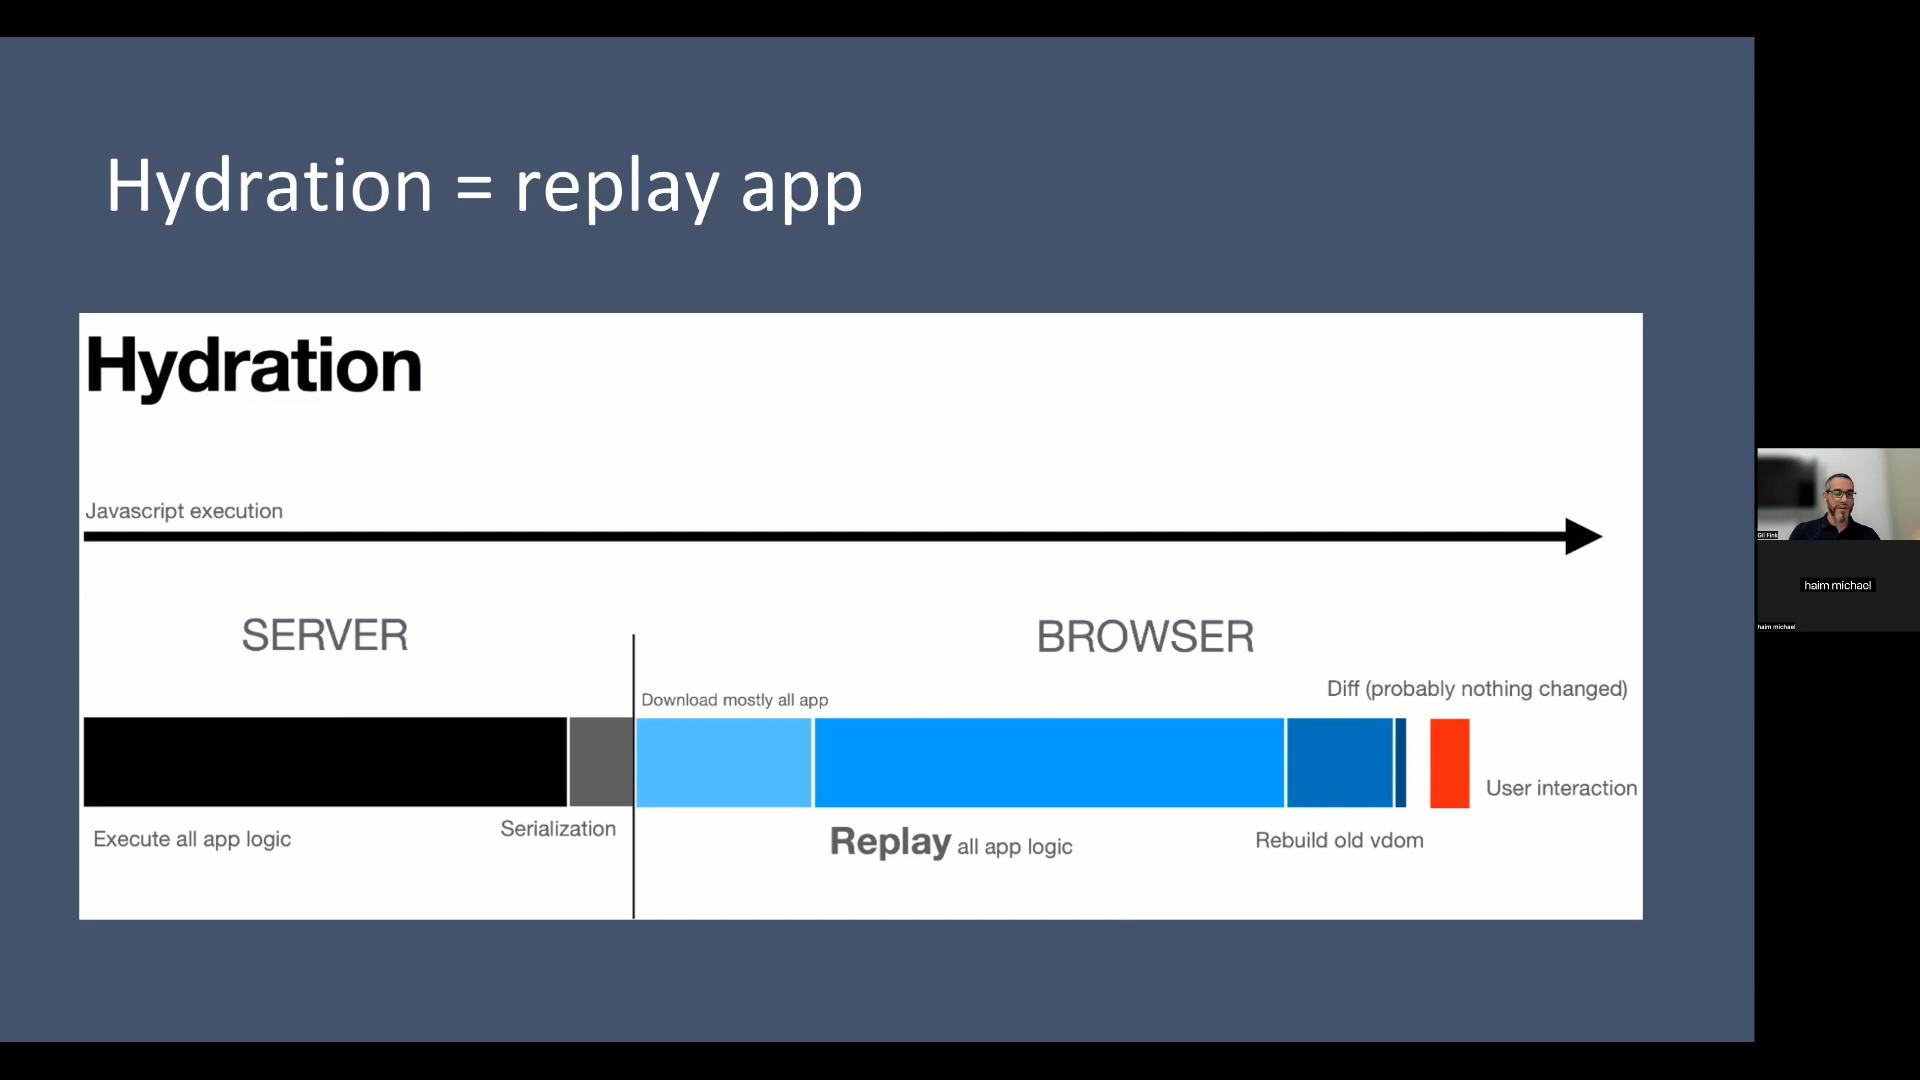 Hydration = replay app
Hydration
Javascript execution
SERVER
BROWSER
Diff (probably nothing changed)
Download mostly all app
User interaction
Execute all app logic
Serialization
Replay all app logic
Rebuild old vdom
Gil Fink
haim michael
haim michael